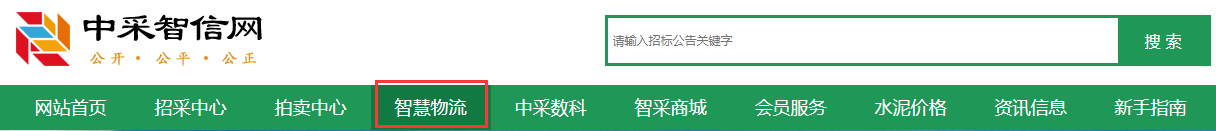 中采智信网
公开·公平·公正
请输入招标公告关键字
搜 索
网站首页 招采中心 拍卖中心 智慧物流 中采数科 智采商城 会员服务 水泥价格 资讯信息 新手指南